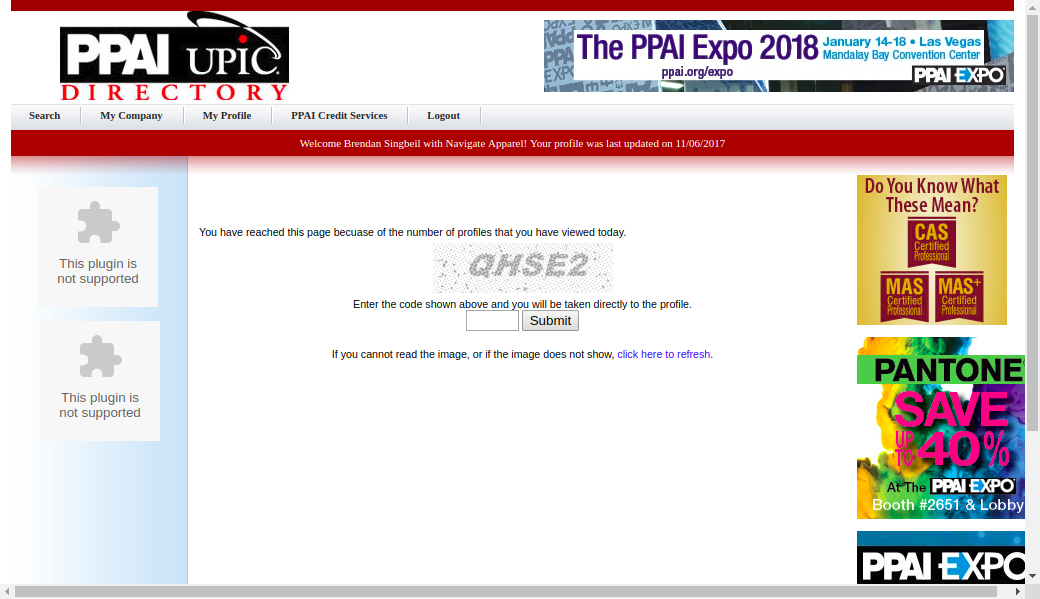 PPAI UPIC
DIRECTORY
The PPAI Expo 2018
January 14-18 • Las Vegas
Mandalay Bay Convention Center
ppai.org/expo
PPAI EXPO
Search My Company My Profile PPAI Credit Services Logout
Welcome Brendan Singbeil with Navigate Apparel! Your profile was last updated on 11/06/2017
This plugin is
not supported
This plugin is
not supported
You have reached this page becuase of the number of profiles that you have viewed today.
QHSE2
Enter the code shown above and you will be taken directly to the profile.
Submit
If you cannot read the image, or if the image does not show, click here to refresh.
Do You Know What
These Mean?
CAS
Certified
Professional
MAS
Certified
Professional
MAS+
Certified
Professional
PANTONE
SAVE
UP
TO
40%
At The PPAI EXPO
Booth #2651 & Lobby
PPAI EXPO